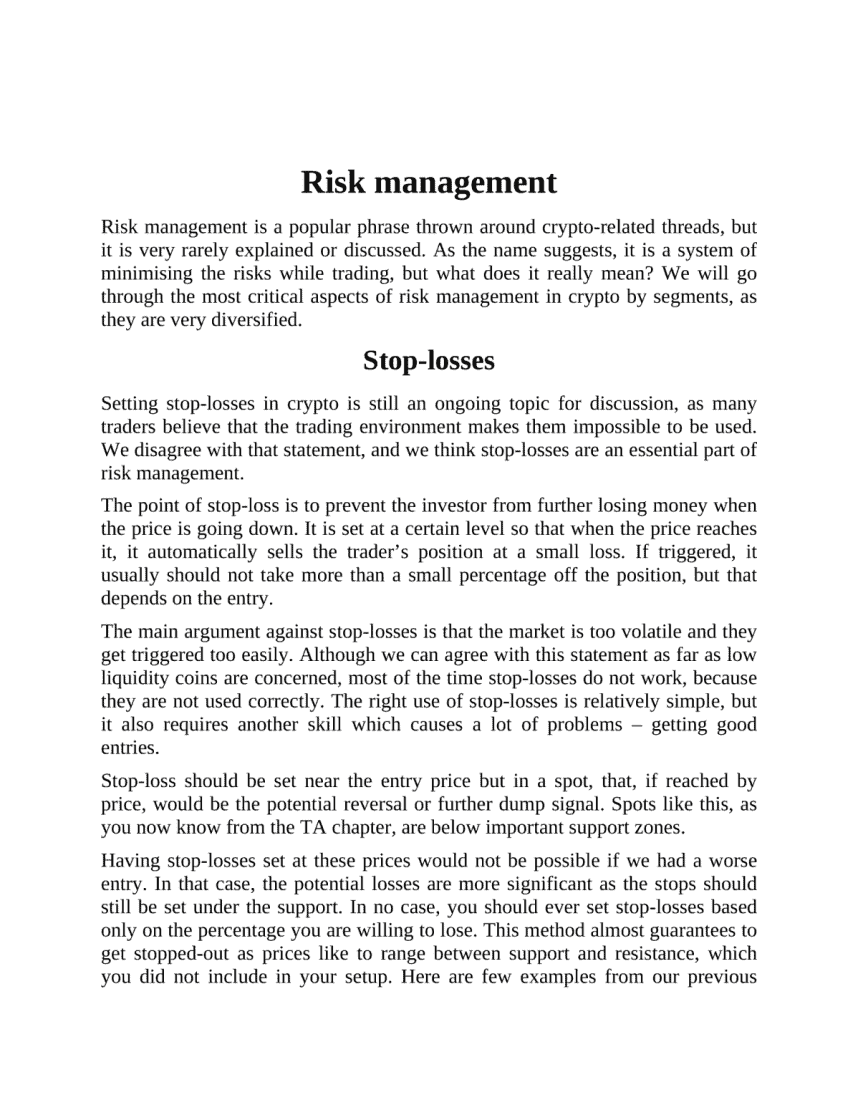 Risk management
Risk management is a popular phrase thrown around crypto-related threads, but
it is very rarely explained or discussed. As the name suggests, it is a system of
minimising the risks while trading, but what does it really mean? We will go
through the most critical aspects of risk management in crypto by segments, as
they are very diversified.
Stop-losses
Setting stop-losses in crypto is still an ongoing topic for discussion, as many
traders believe that the trading environment makes them impossible to be used.
We disagree with that statement, and we think stop-losses are an essential part of
risk management.
The point of stop-loss is to prevent the investor from further losing money when
the price is going down. It is set at a certain level so that when the price reaches
it, it automatically sells the trader’s position at a small loss. If triggered, it
usually should not take more than a small percentage off the position, but that
depends on the entry.
The main argument against stop-losses is that the market is too volatile and they
get triggered too easily. Although we can agree with this statement as far as low
liquidity coins are concerned, most of the time stop-losses do not work, because
they are not used correctly. The right use of stop-losses is relatively simple, but
it also requires another skill which causes a lot of problems – getting good
entries.
Stop-loss should be set near the entry price but in a spot, that, if reached by
price, would be the potential reversal or further dump signal. Spots like this, as
you now know from the TA chapter, are below important support zones.
Having stop-losses set at these prices would not be possible if we had a worse
entry. In that case, the potential losses are more significant as the stops should
still be set under the support. In no case, you should ever set stop-losses based
only on the percentage you are willing to lose. This method almost guarantees to
get stopped-out as prices like to range between support and resistance, which
you did not include in your setup. Here are few examples from our previous